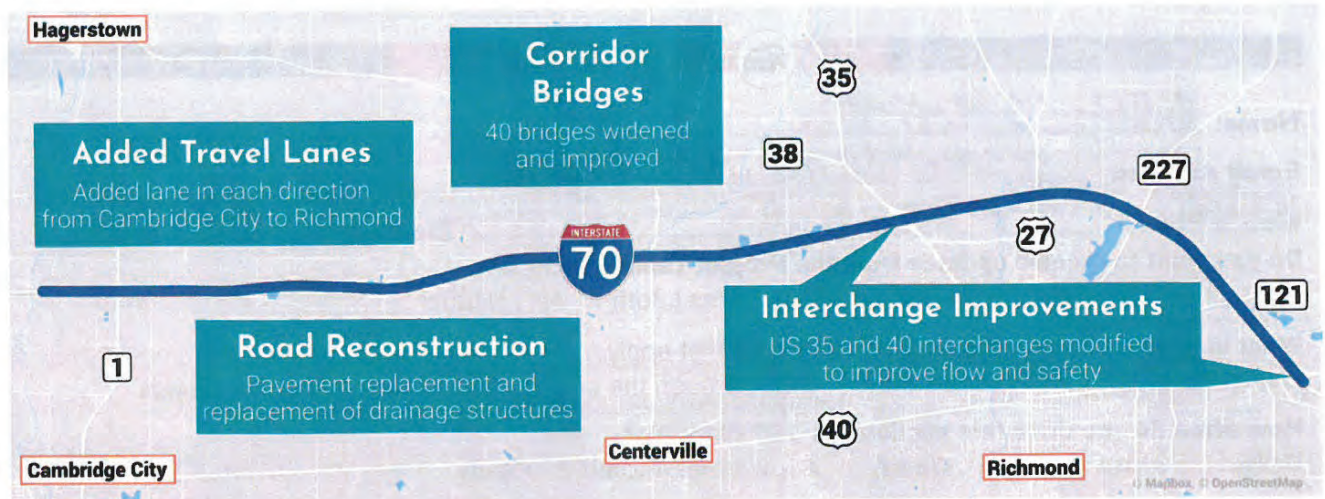 Hagerstown
Corridor
Bridges
40 bridges widened
and improved
35
Added Travel Lanes
Added lane in each direction
from Cambridge City to Richmond
38
227
INTERSTATE
70
27
121
Interchange Improvements
US 35 and 40 interchanges modified
to improve flow and safety
Road Reconstruction
Pavement replacement and
replacement of drainage structures
1
40
Cambridge City
Centerville
Richmond
© Mapbox, © OpenStreetMap